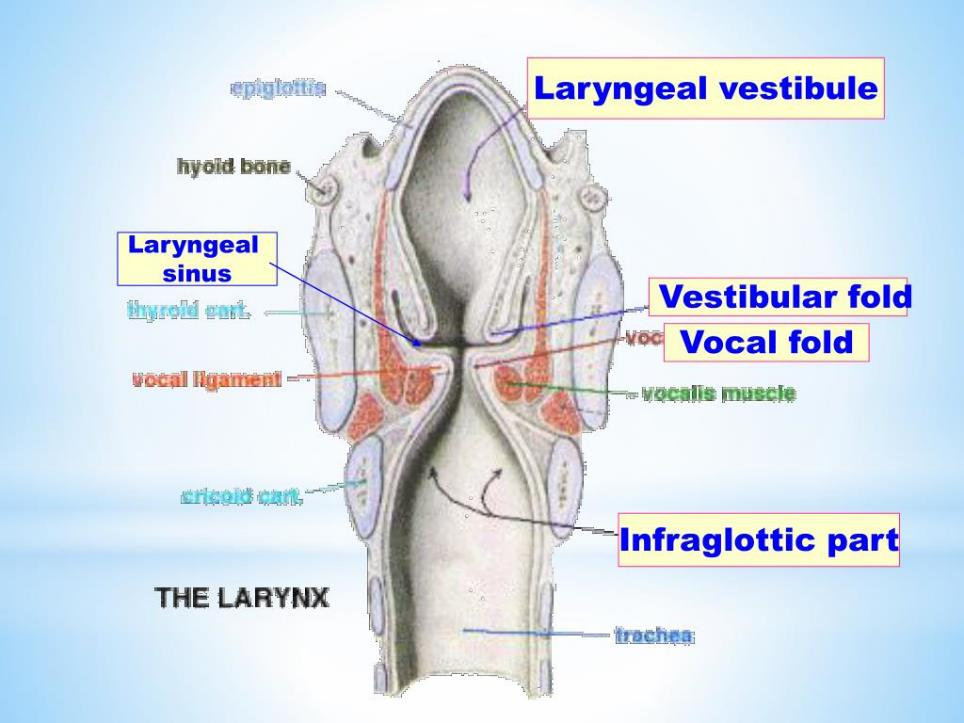 Laryngeal vestibule
epiglottis
hyoid bone
Laryngeal
sinus
Vestibular fold
thyroid cart.
Vocal fold
vocal ligament
vocalis muscle
cricoid cart.
Infraglottic part
THE LARYNX
trachea